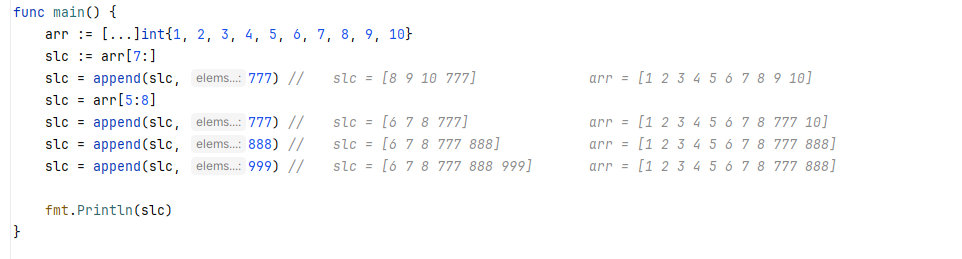 func main() {
    arr := [...]int{1, 2, 3, 4, 5, 6, 7, 8, 9, 10}
    slc := arr[7:]
    slc = append(slc, elems...: 777) // slc = [8 9 10 777] arr = [1 2 3 4 5 6 7 8 9 10]
    slc = arr[5:8]
    slc = append(slc, elems...: 777) // slc = [6 7 8 777] arr = [1 2 3 4 5 6 7 8 777 10]
    slc = append(slc, elems...: 888) // slc = [6 7 8 777 888] arr = [1 2 3 4 5 6 7 8 777 888]
    slc = append(slc, elems...: 999) // slc = [6 7 8 777 888 999] arr = [1 2 3 4 5 6 7 8 777 888]
    fmt.Println(slc)
}